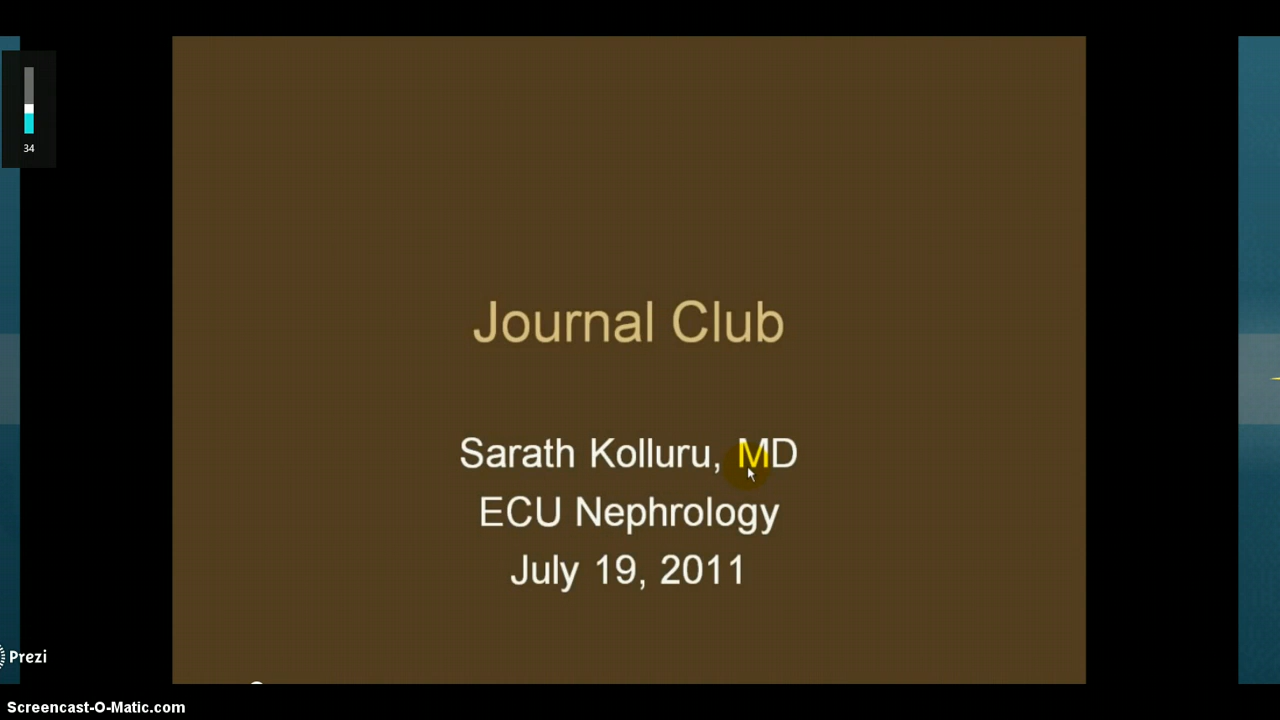 34
Journal Club
Sarath Kolluru, MD
ECU Nephrology
July 19, 2011
Prezi
Screencast-O-Matic.com